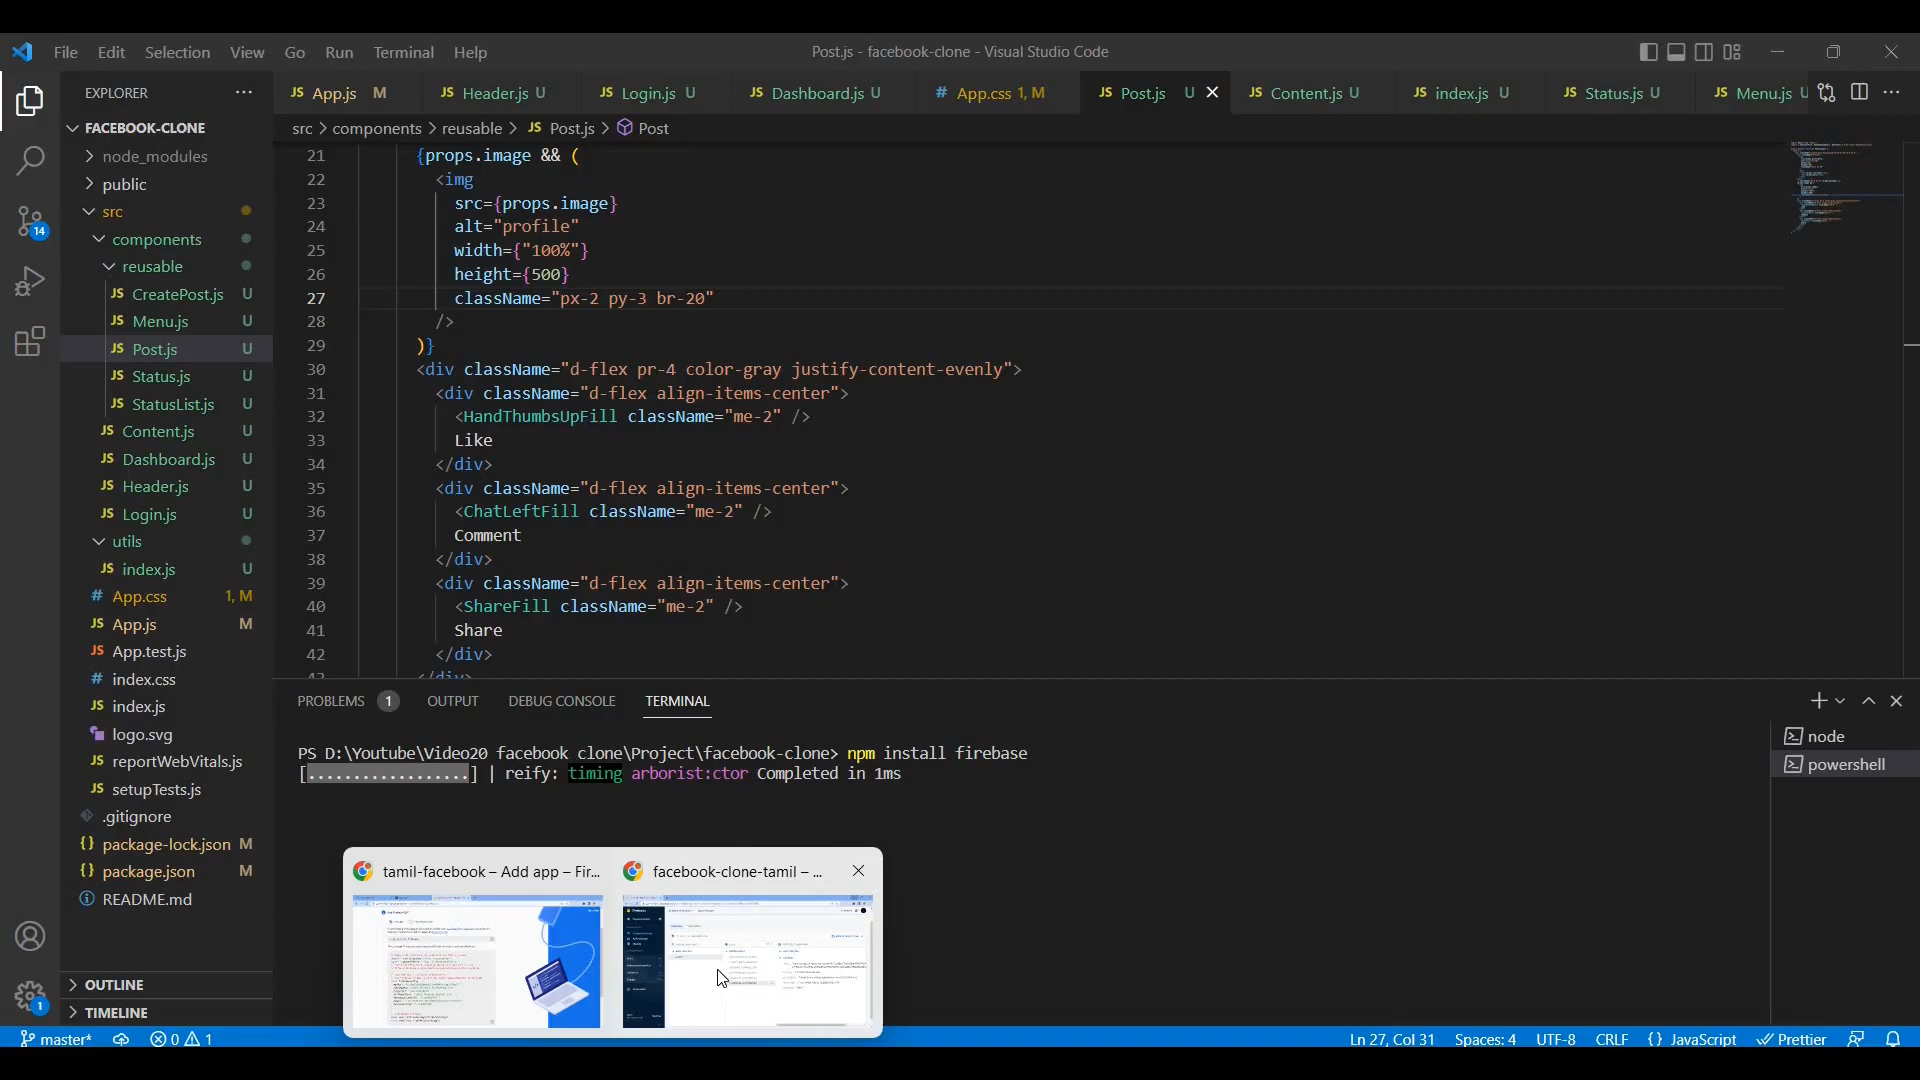 File Edit Selection View Go Run Terminal Help
Post.js - facebook-clone - Visual Studio Code
EXPLORER
JS App.js M
JS Header.js U
JS Login.js U
JS Dashboard.js U
# App.css 1, M
JS Post.js U
JS Content.js U
JS index.js U
JS Status.js U
JS Menu.js U
FACEBOOK-CLONE
src > components > reusable > JS Post.js > Post
node_modules
public
src
components
reusable
JS CreatePost.js U
JS Menu.js U
JS Post.js U
JS Status.js U
JS StatusList.js U
JS Content.js U
JS Dashboard.js U
JS Header.js U
JS Login.js U
utils
JS index.js U
# App.css 1, M
JS App.js M
JS App.test.js
# index.css
JS index.js
logo.svg
JS reportWebVitals.js
JS setupTests.js
.gitignore
{} package-lock.json M
{} package.json M
README.md
OUTLINE
TIMELINE
14
1
21 {props.image && (
22 <img
23 src={props.image}
24 alt="profile"
25 width={"100%"}
26 height={500}
27 className="px-2 py-3 br-20"
28 />
29 )}
30 <div className="d-flex pr-4 color-gray justify-content-evenly">
31 <div className="d-flex align-items-center">
32 <HandThumbsUpFill className="me-2" />
33 Like
34 </div>
35 <div className="d-flex align-items-center">
36 <ChatLeftFill className="me-2" />
37 Comment
38 </div>
39 <div className="d-flex align-items-center">
40 <ShareFill className="me-2" />
41 Share
42 </div>
43 </div>
PROBLEMS 1 OUTPUT DEBUG CONSOLE TERMINAL
PS D:\Youtube\Video20 facebook clone\Project\facebook-clone> npm install firebase
[..................] | reify: timing arborist:ctor Completed in 1ms
node
powershell
tamil-facebook – Add app – Fir...
facebook-clone-tamil – ...
master* 0 1
Ln 27, Col 31 Spaces: 4 UTF-8 CRLF {} JavaScript Prettier